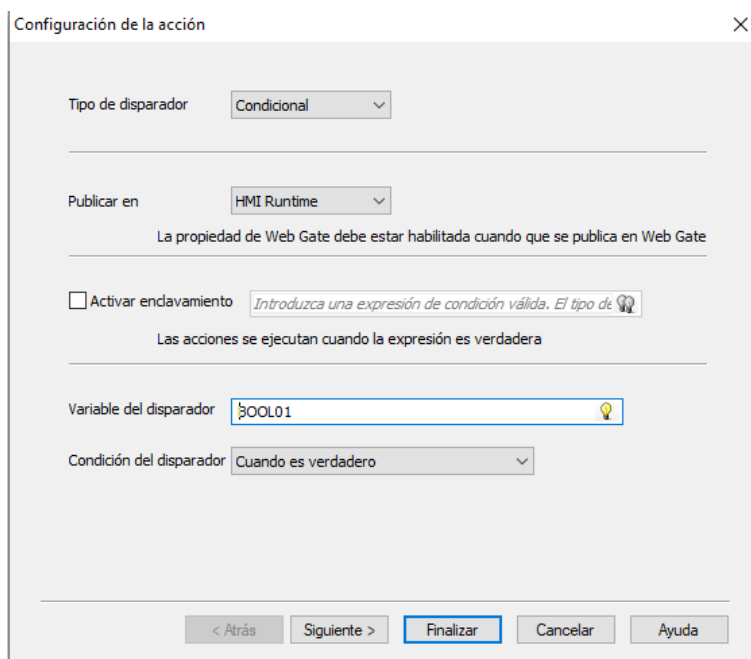 Configuración de la acción
Tipo de disparador Condicional
Publicar en HMI Runtime
La propiedad de Web Gate debe estar habilitada cuando que se publica en Web Gate
Activar enclavamiento Introduzca una expresión de condición válida. El tipo de
Las acciones se ejecutan cuando la expresión es verdadera
Variable del disparador BOOL01
Condición del disparador Cuando es verdadero
< Atrás Siguiente > Finalizar Cancelar Ayuda